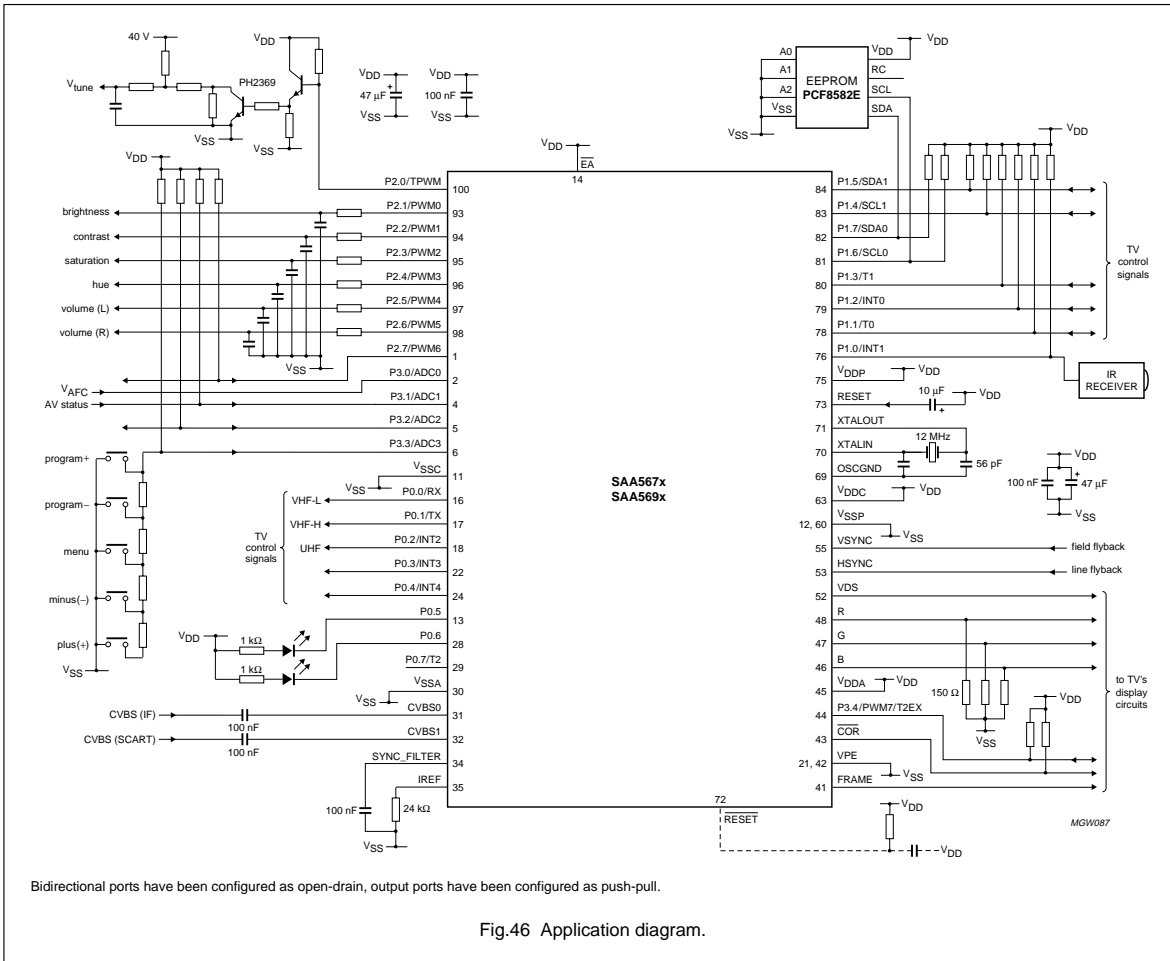 40 V
VDD
Vtune
PH2369
VSS
VSS
VDD
47 μF
+
VSS
VDD
100 nF
VSS
A0
A1
A2
VSS
VSS
EEPROM
PCF8582E
VDD
RC
SCL
SDA
VDD
VDD
VDD
EA
14
VDD
brightness
contrast
saturation
hue
volume (L)
volume (R)
VSS
VAFC
AV status
program+
program−
menu
minus(−)
plus(+)
VSS
P2.0/TPWM
100
P2.1/PWM0
93
P2.2/PWM1
94
P2.3/PWM2
95
P2.4/PWM3
96
P2.5/PWM4
97
P2.6/PWM5
98
P2.7/PWM6
1
P3.0/ADC0
2
P3.1/ADC1
4
P3.2/ADC2
5
P3.3/ADC3
6
VSSC
11
VSS
P0.0/RX
16
VHF-L
P0.1/TX
17
VHF-H
P0.2/INT2
18
UHF
P0.3/INT3
22
P0.4/INT4
24
TV
control
signals
P0.5
13
P0.6
28
P0.7/T2
29
VDD
1 kΩ
1 kΩ
VSSA
30
VSS
CVBS (IF)
100 nF
CVBS0
31
CVBS (SCART)
100 nF
CVBS1
32
SYNC_FILTER
34
IREF
35
100 nF
24 kΩ
VSS
SAA567x
SAA569x
84
P1.5/SDA1
83
P1.4/SCL1
82
P1.7/SDA0
81
P1.6/SCL0
80
P1.3/T1
79
P1.2/INT0
78
P1.1/T0
76
P1.0/INT1
TV
control
signals
IR
RECEIVER
75
VDDP
VDD
73
RESET
10 μF
+
VDD
71
XTALOUT
70
XTALIN
12 MHz
69
OSCGND
56 pF
63
VDDC
VDD
12, 60
VSSP
VSS
VDD
100 nF
+
47 μF
VSS
55
VSYNC
field flyback
53
HSYNC
line flyback
52
VDS
48
R
47
G
46
B
45
VDDA
VDD
150 Ω
VSS
VDD
44
P3.4/PWM7/T2EX
43
COR
21, 42
VPE
VSS
41
FRAME
to TV's
display
circuits
72
RESET
VDD
VDD
MGW087
Bidirectional ports have been configured as open-drain, output ports have been configured as push-pull.
Fig.46 Application diagram.